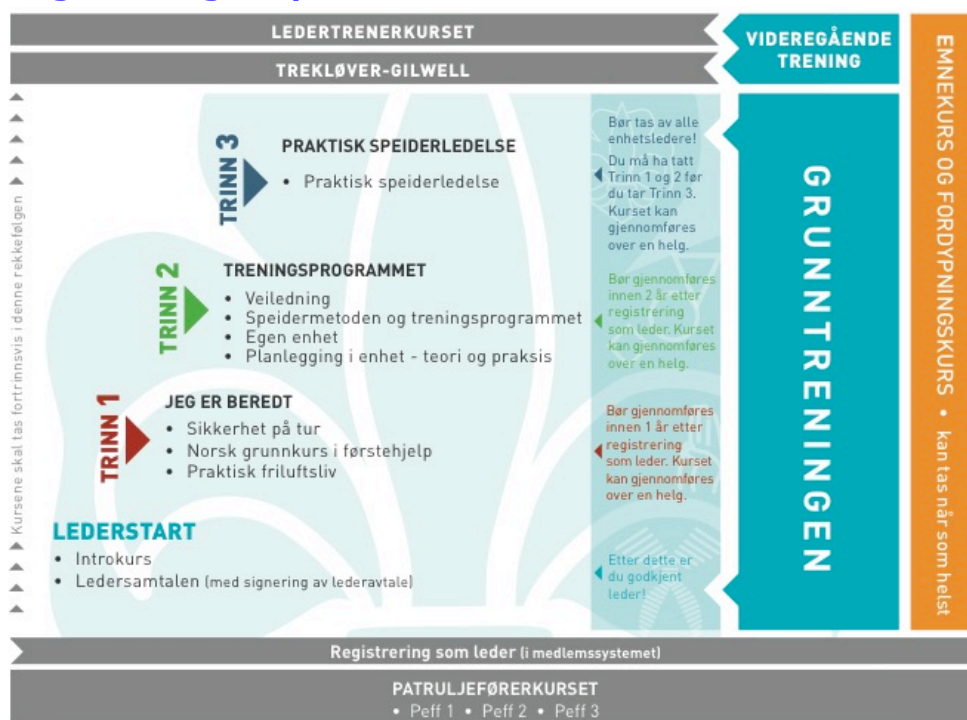 LEDERTRENERKURSET
TREKLØVER-GILWELL
VIDEREGÅENDE
TRENING
EMNEKURS OG FORDYPNINGSKURS • kan tas når som helst
GRUNNTRENINGEN
Kursene skal tas fortrinnsvis i denne rekkefølgen
TRINN 3
PRAKTISK SPEIDERLEDELSE
• Praktisk speiderledelse
Bør tas av alle
enhetsledere!
Du må ha tatt
Trinn 1 og 2 før
du tar Trinn 3.
Kurset kan
gjennomføres
over en helg.
TRINN 2
TRENINGSPROGRAMMET
• Veiledning
• Speidermetoden og treningsprogrammet
• Egen enhet
• Planlegging i enhet - teori og praksis
Bør gjennomføres
innen 2 år etter
registrering
som leder. Kurset
kan gjennomføres
over en helg.
TRINN 1
JEG ER BEREDT
• Sikkerhet på tur
• Norsk grunnkurs i førstehjelp
• Praktisk friluftsliv
Bør gjennomføres
innen 1 år etter
registrering
som leder. Kurset
kan gjennomføres
over en helg.
LEDERSTART
• Introkurs
• Ledersamtalen (med signering av lederavtale)
Etter dette er
du godkjent
leder!
Registrering som leder (i medlemssystemet)
PATRULJEFØRERKURSET
• Peff 1 • Peff 2 • Peff 3